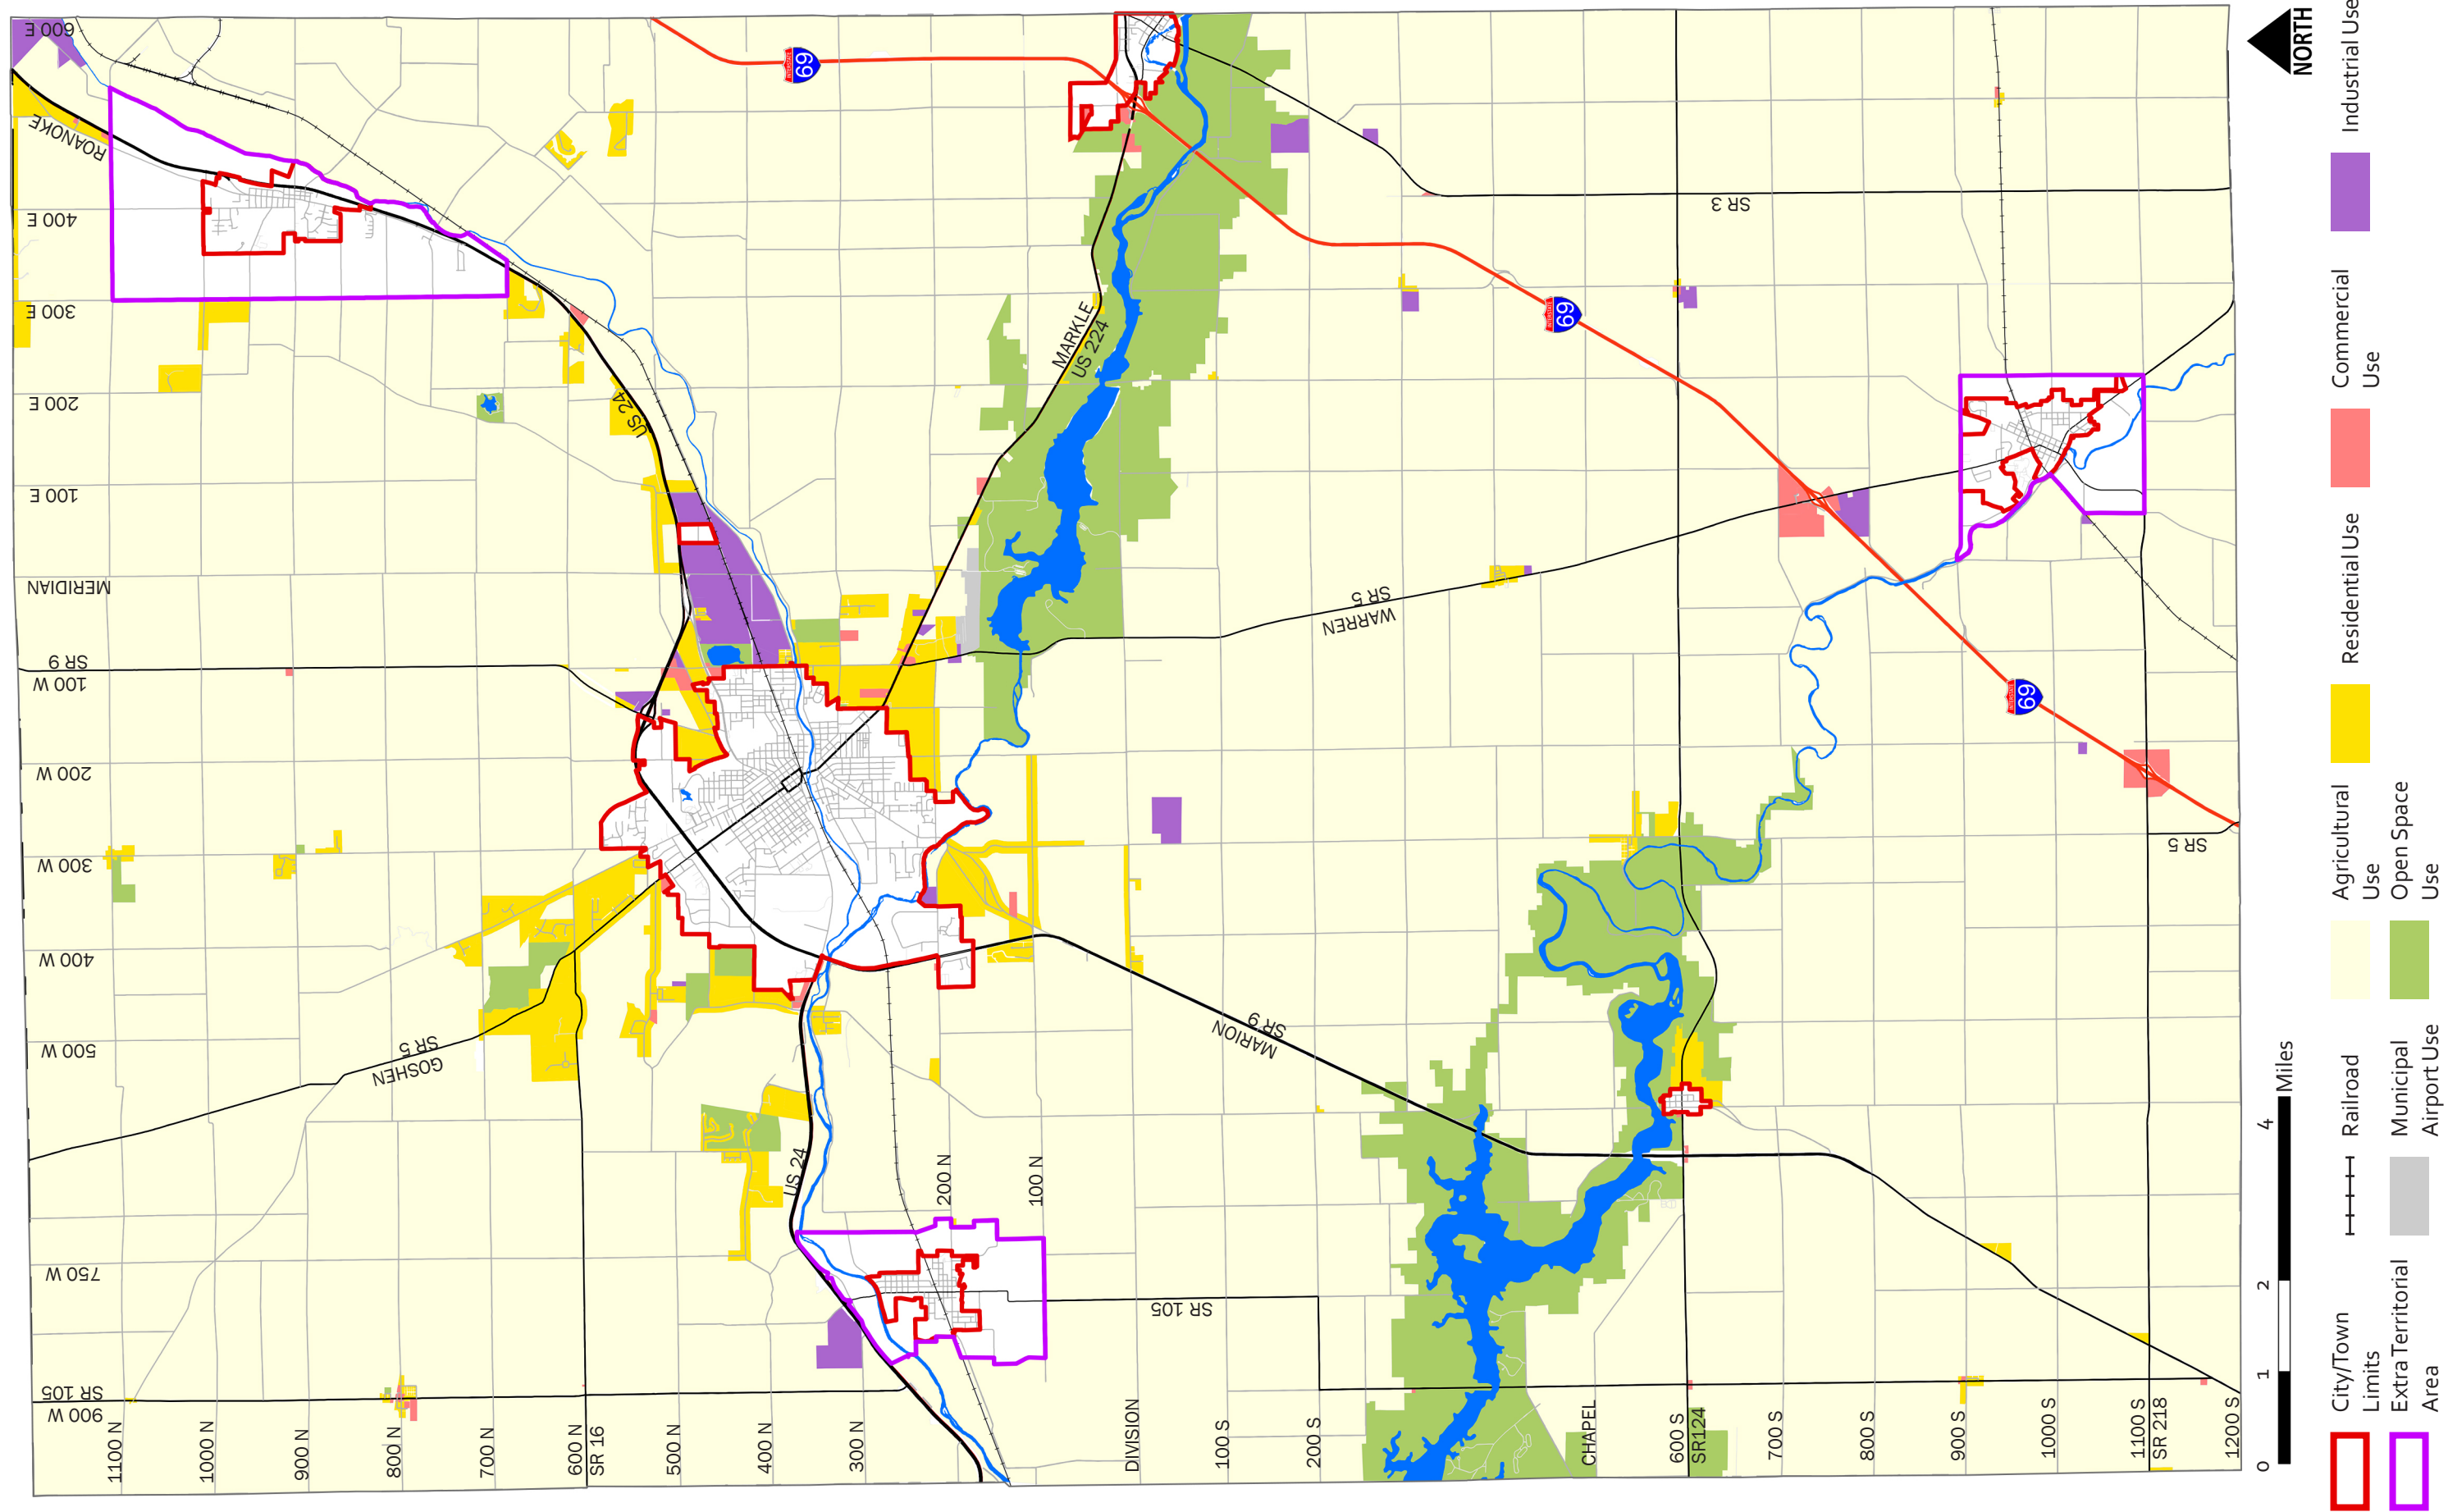 600 E
ROANOKE
400 E
300 E
200 E
100 E
MERIDIAN
SR 9
100 W
200 W
300 W
400 W
500 W
750 W
SR 105
900 W
INTERSTATE
69
US 24
MARKLE
US 224
SR 3
INTERSTATE
69
SR 5
WARREN
INTERSTATE
69
SR 5
SR 5
GOSHEN
SR 9
MARION
US 24
200 N
100 N
SR 105
1100 N
1000 N
900 N
800 N
700 N
600 N
SR 16
500 N
400 N
300 N
DIVISION
100 S
200 S
CHAPEL
600 S
SR124
700 S
800 S
900 S
1000 S
1100 S
SR 218
1200 S
NORTH
0
1
2
4
Miles
City/Town
Limits
Extra Territorial
Area
Railroad
Municipal
Airport Use
Agricultural
Use
Open Space
Use
Residential Use
Commercial
Use
Industrial Use